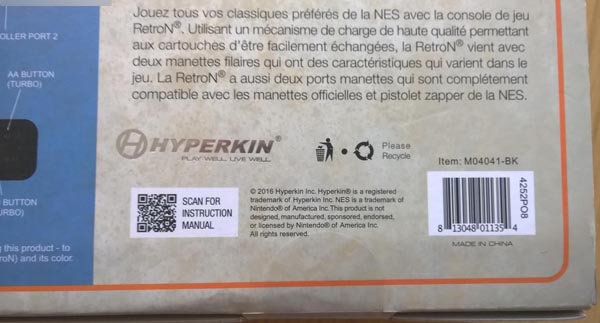 OLLER PORT 2
AA BUTTON
(TURBO)
BUTTON
URBO)
g this product - to
roN) and its color.
Jouez tous vos classiques préférés de la NES avec la console de jeu
RetroN®. Utilisant un mécanisme de charge de haute qualité permettant
aux cartouches d'être facilement échangées, la RetroN® vient avec
deux manettes filaires qui ont des caractéristiques qui varient dans le
jeu. La RetroN® a aussi deux ports manettes qui sont complétement
compatible avec les manettes officielles et pistolet zapper de la NES.
HYPERKIN®
PLAY WELL. LIVE WELL.
Please
Recycle
Item: M04041-BK
SCAN FOR
INSTRUCTION
MANUAL
© 2016 Hyperkin Inc. Hyperkin® is a registered
trademark of Hyperkin Inc. NES is a trademark of
Nintendo® of America Inc. This product is not
designed, manufactured, sponsored, endorsed,
or licensed by Nintendo® of America Inc.
All rights reserved.
4252PO8
8 13048 01135 4
MADE IN CHINA